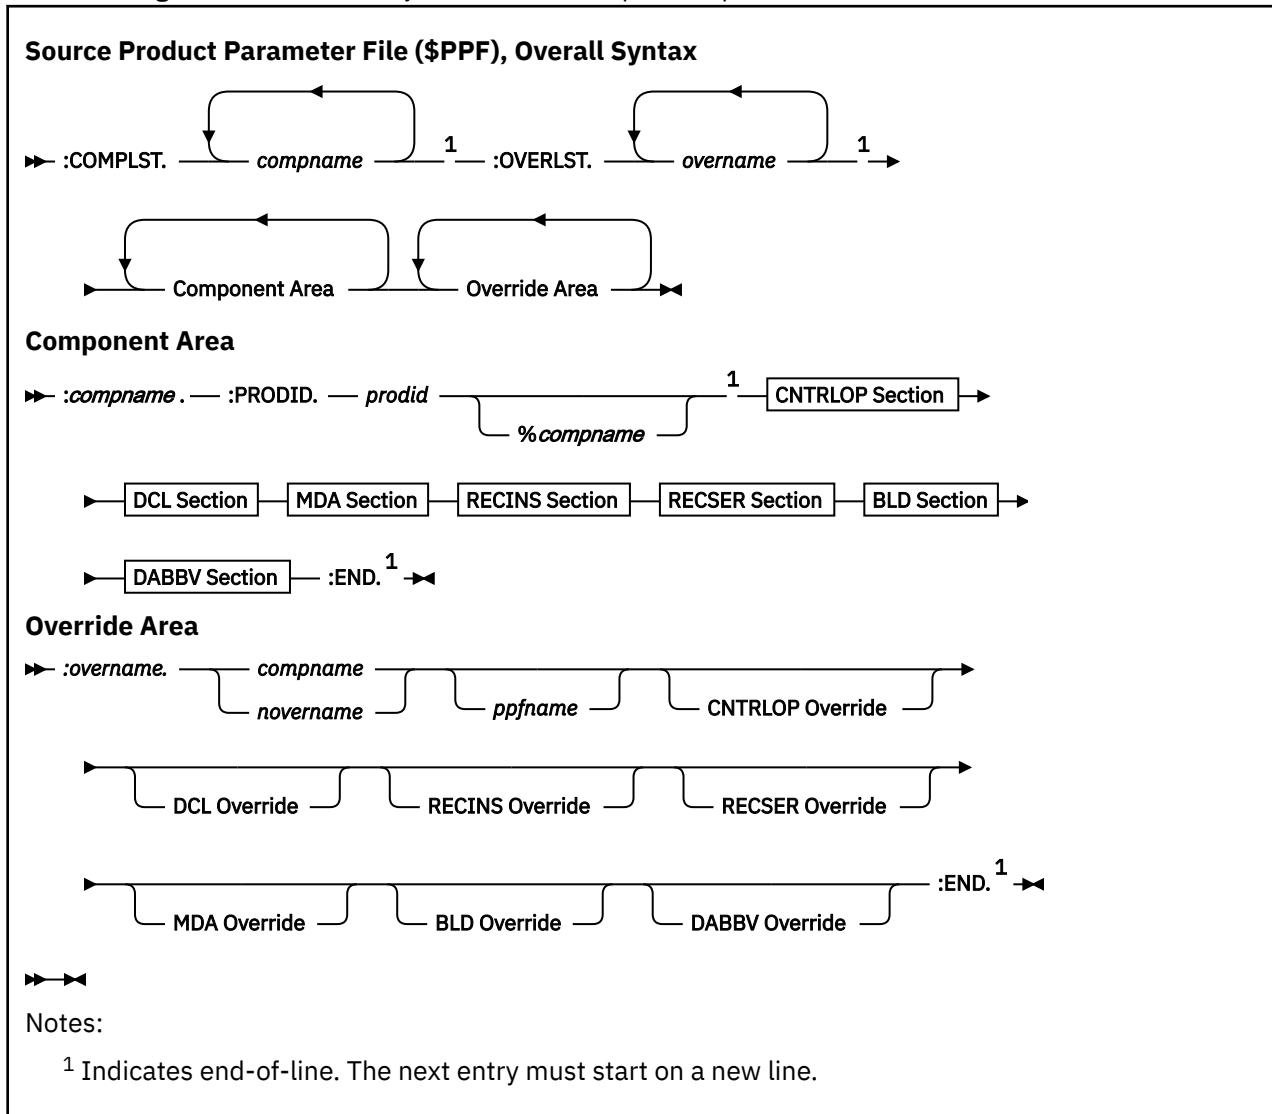 Source Product Parameter File ($PPF), Overall Syntax
:COMPLST. compname 1 :OVERLST. overname 1
Component Area Override Area
Component Area
:compname. :PRODID. prodid %compname 1 CNTRLOP Section
DCL Section MDA Section RECINS Section RECSER Section BLD Section
DABBV Section :END. 1
Override Area
:overname. compname
novername ppfname CNTRLOP Override
DCL Override RECINS Override RECSER Override
:END. 1
MDA Override BLD Override DABBV Override
Notes:
1 Indicates end-of-line. The next entry must start on a new line.